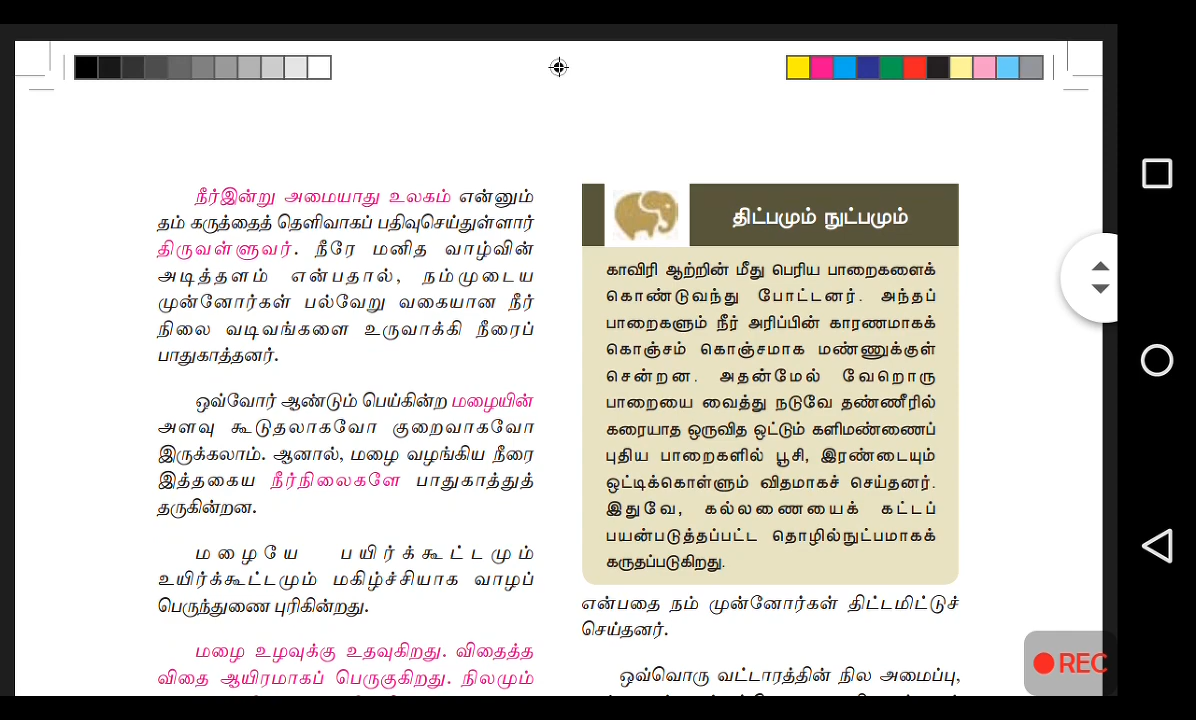 நீர்இன்று அமையாது உலகம் என்னும்
தம் கருத்தைத் தெளிவாகப் பதிவுசெய்துள்ளார்
திருவள்ளுவர். நீரே மனித வாழ்வின்
அடித்தளம் என்பதால், நம்முடைய
முன்னோர்கள் பல்வேறு வகையான நீர்
நிலை வடிவங்களை உருவாக்கி நீரைப்
பாதுகாத்தனர்.
ஒவ்வோர் ஆண்டும் பெய்கின்ற மழையின்
அளவு கூடுதலாகவோ குறைவாகவோ
இருக்கலாம். ஆனால், மழை வழங்கிய நீரை
இத்தகைய நீர்நிலைகளே பாதுகாத்துத்
தருகின்றன.
மழையே பயிர்க்கூட்டமும்
உயிர்க்கூட்டமும் மகிழ்ச்சியாக வாழப்
பெருந்துணை புரிகின்றது.
மழை உழவுக்கு உதவுகிறது. விதைத்த
விதை ஆயிரமாகப் பெருகுகிறது. நிலமும்
திட்பமும் நுட்பமும்
காவிரி ஆற்றின் மீது பெரிய பாறைகளைக்
கொண்டுவந்து போட்டனர். அந்தப்
பாறைகளும் நீர் அரிப்பின் காரணமாகக்
கொஞ்சம் கொஞ்சமாக மண்ணுக்குள்
சென்றன. அதன்மேல் வேறொரு
பாறையை வைத்து நடுவே தண்ணீரில்
கரையாத ஒருவித ஒட்டும் களிமண்ணைப்
புதிய பாறைகளில் பூசி, இரண்டையும்
ஒட்டிக்கொள்ளும் விதமாகச் செய்தனர்.
இதுவே, கல்லணையைக் கட்டப்
பயன்படுத்தப்பட்ட தொழில்நுட்பமாகக்
கருதப்படுகிறது.
என்பதை நம் முன்னோர்கள் திட்டமிட்டுச்
செய்தனர்.
ஒவ்வொரு வட்டாரத்தின் நில அமைப்பு,
REC